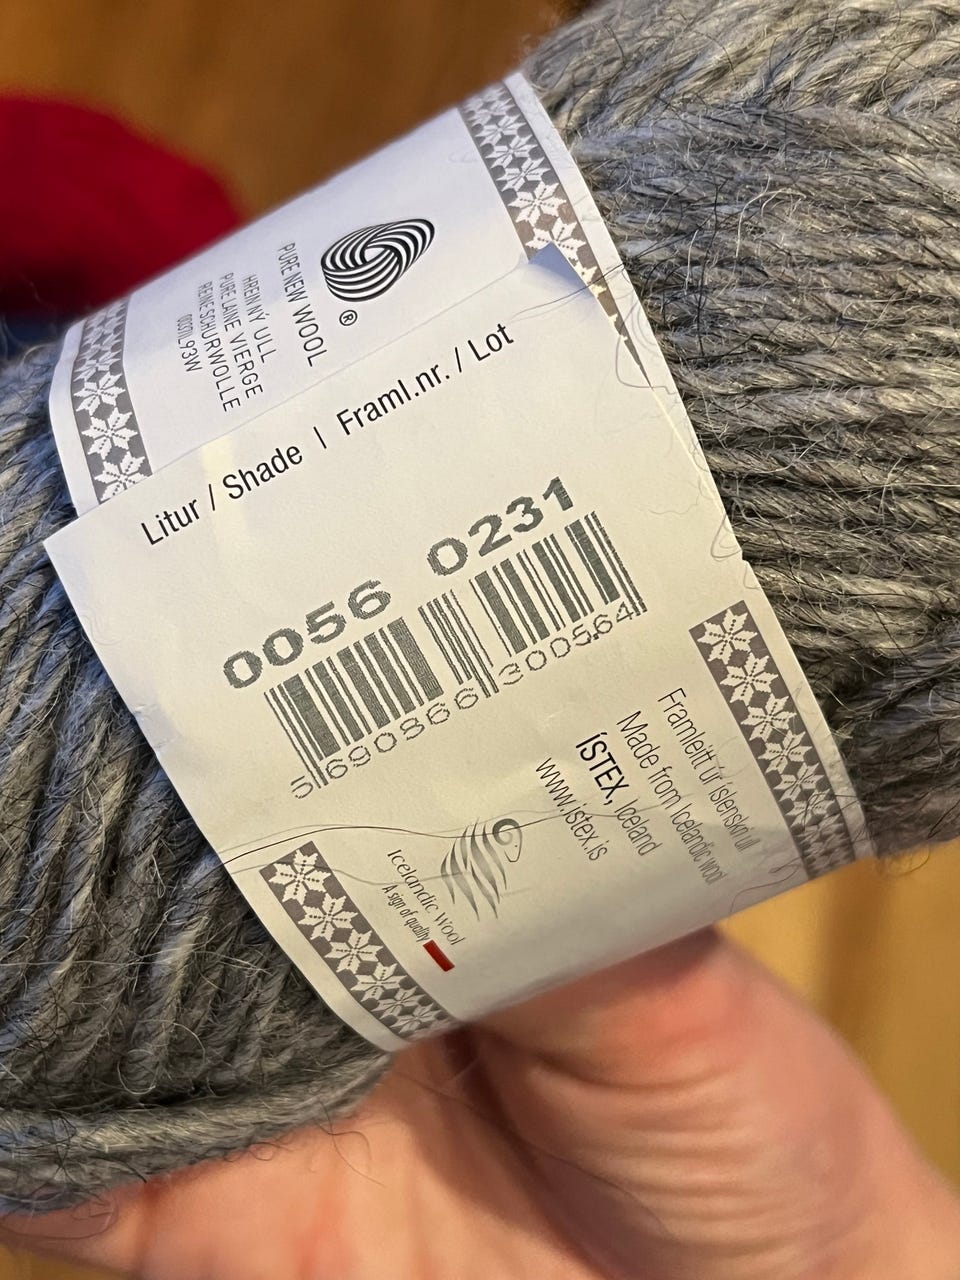 PURE NEW WOOL
®
HREIN NÝ ULL
PURE LAINE VIERGE
REINE SCHURWOLLE
Litur / Shade | Framl.nr. / Lot
0056 0231
5 690866 300564
Framleitt úr íslenskri ull
Made from Icelandic wool
ÍSTEX, Iceland
www.istex.is
Icelandic Wool
A sign of quality